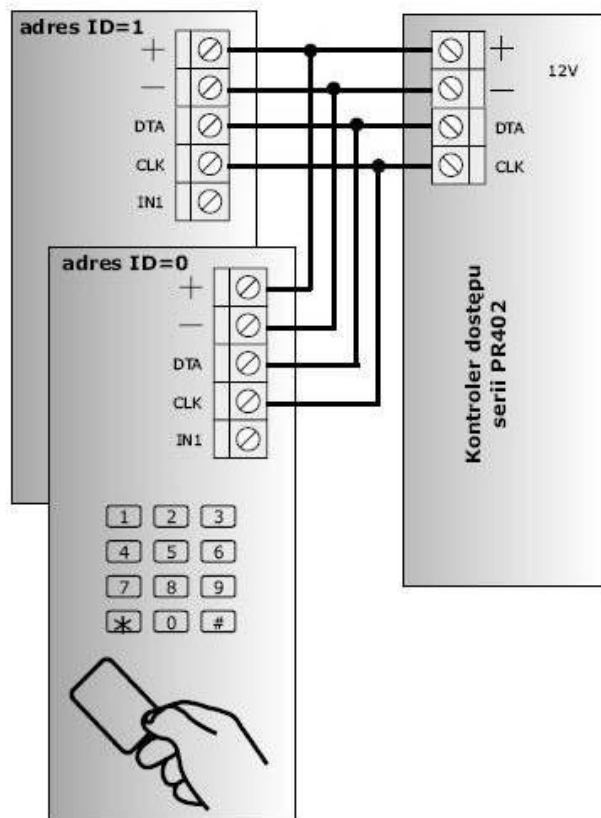 adres ID=1
+
—
DTA
CLK
IN1
+
—
DTA
CLK
12V
Kontroler dostępu
serii PR402
adres ID=0
+
—
DTA
CLK
IN1
1 2 3
4 5 6
7 8 9
* 0 #